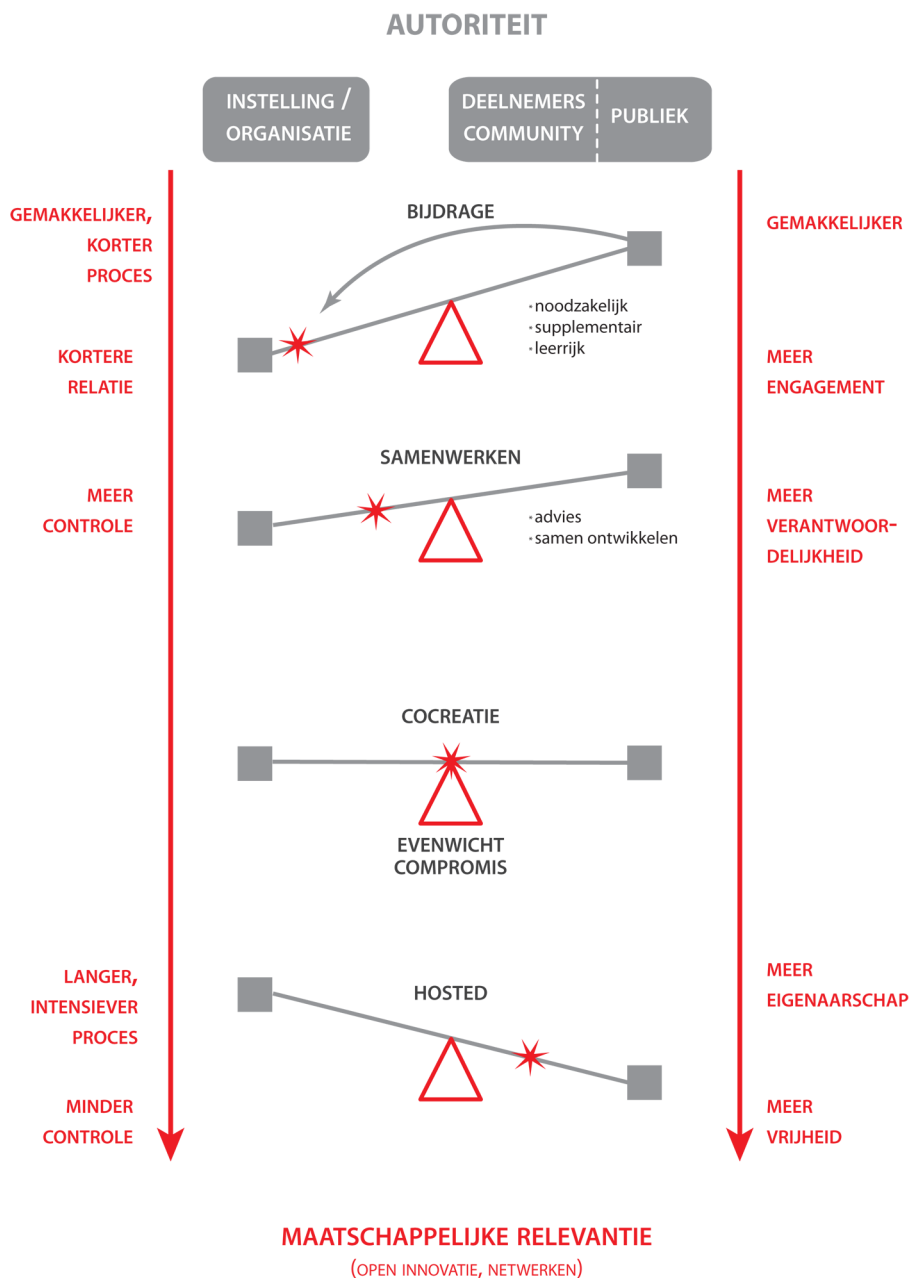 AUTORITEIT
INSTELLING /
ORGANISATIE
DEELNEMERS
COMMUNITY
PUBLIEK
GEMAKKELIJKER,
KORTER
PROCES
BIJDRAGE
GEMAKKELIJKER
• noodzakelijk
• supplementair
• leerrijk
KORTERE
RELATIE
MEER
ENGAGEMENT
SAMENWERKEN
MEER
CONTROLE
• advies
• samen ontwikkelen
MEER
VERANTWOOR-
DELIJKHEID
COCREATIE
EVENWICHT
COMPROMIS
LANGER,
INTENSIEVER
PROCES
HOSTED
MEER
EIGENAARSCHAP
MINDER
CONTROLE
MEER
VRIJHEID
MAATSCHAPPELIJKE RELEVANTIE
(OPEN INNOVATIE, NETWERKEN)